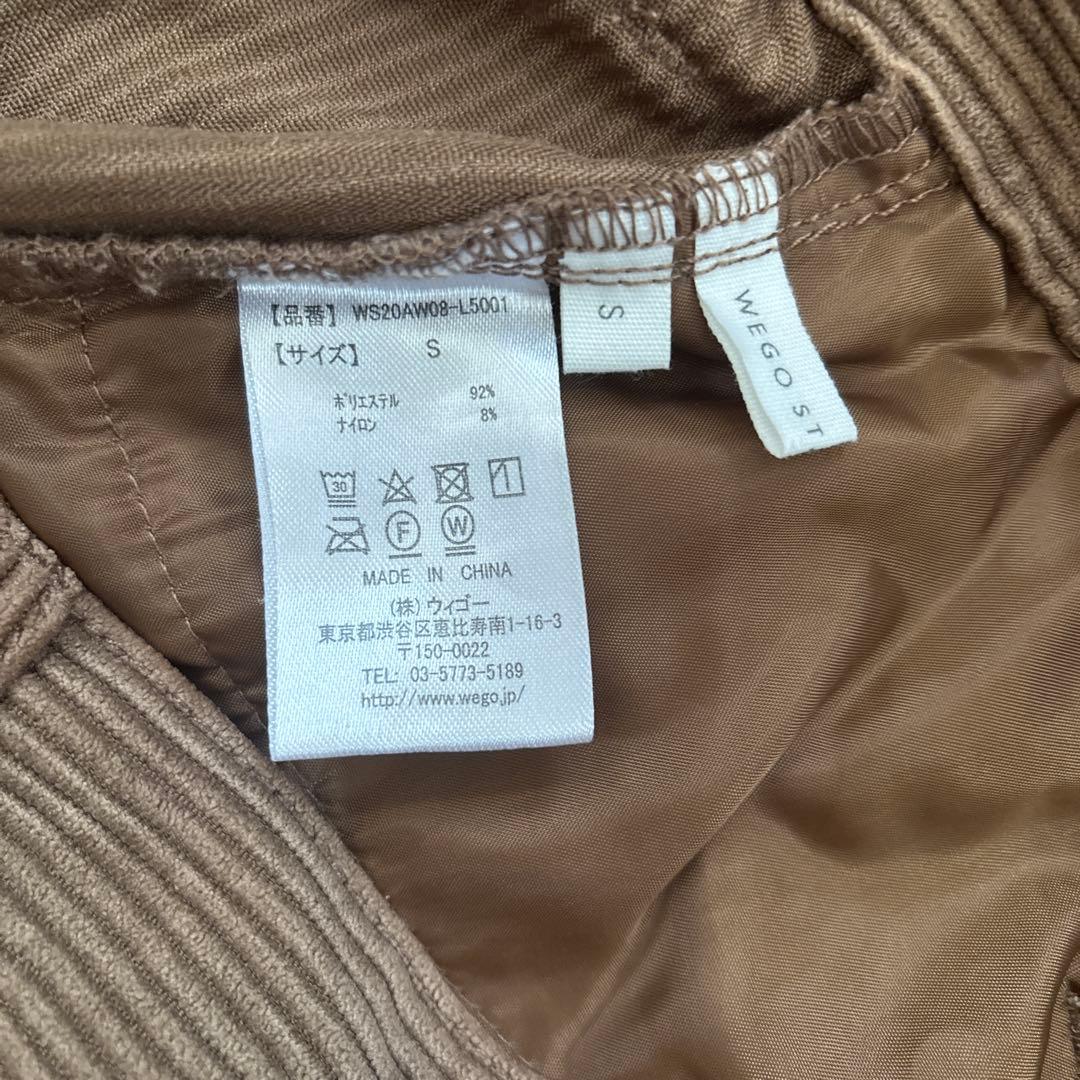 【品番】 WS20AW08-L5001
【サイズ】 S
ポリエステル 92%
ナイロン 8%
30
F W
MADE IN CHINA
(株)ウィゴー
東京都渋谷区恵比寿南1-16-3
〒150-0022
TEL: 03-5773-5189
http://www.wego.jp/
S
WEGO ST